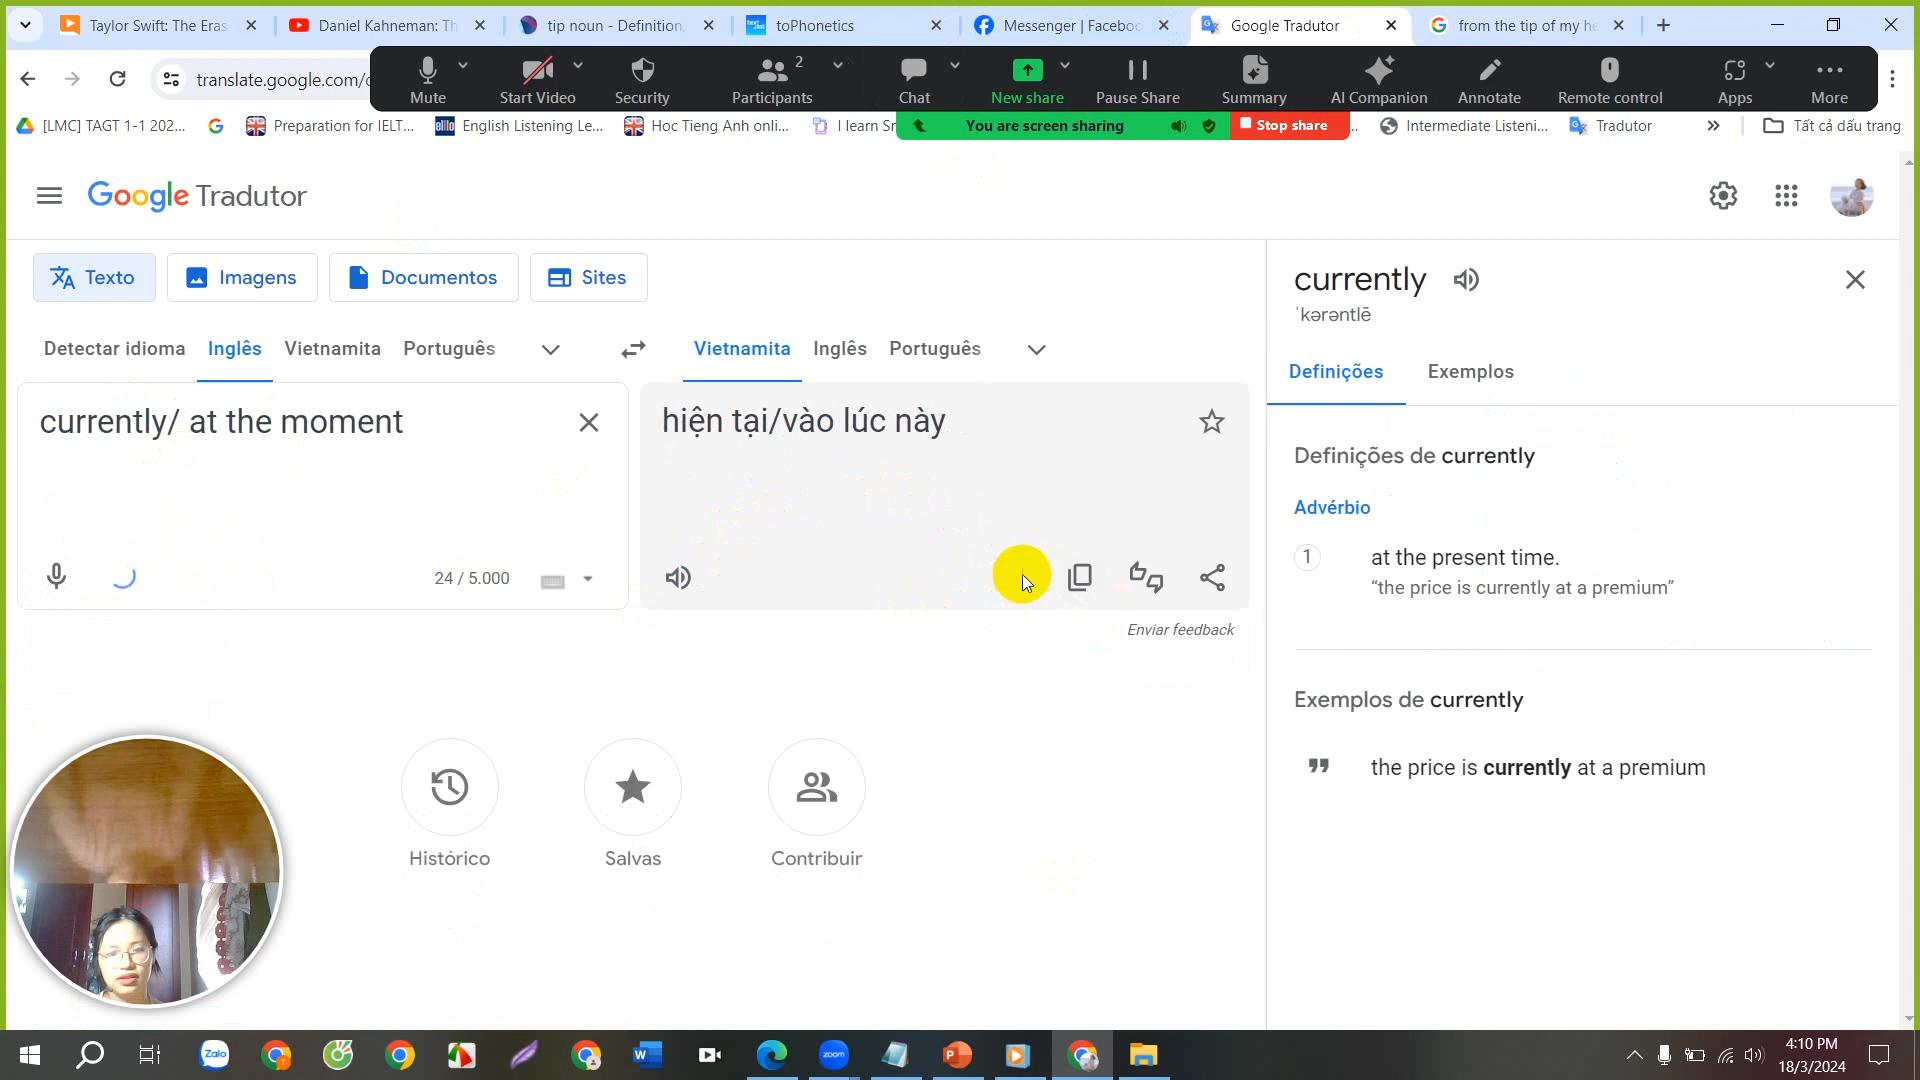 Taylor Swift: The Eras
Daniel Kahneman: Th
tip noun - Definition,
toPhonetics
Messenger | Faceboo
Google Tradutor
from the tip of my he
translate.google.com/
Mute
Start Video
Security
Participants
2
Chat
New share
Pause Share
Summary
AI Companion
Annotate
Remote control
Apps
More
[LMC] TAGT 1-1 202...
Preparation for IELT...
English Listening Le...
Hoc Tieng Anh onli...
I learn Sr
You are screen sharing
Stop share
Intermediate Listeni...
Tradutor
Tất cả dấu trang
Google Tradutor
Texto
Imagens
Documentos
Sites
Detectar idioma
Inglês
Vietnamita
Português
Vietnamita
Inglês
Português
currently/ at the moment
24 / 5.000
hiện tại/vào lúc này
Enviar feedback
Histórico
Salvas
Contribuir
currently
ˈkərəntlē
Definições
Exemplos
Definições de currently
Advérbio
1
at the present time.
“the price is currently at a premium”
Exemplos de currently
the price is currently at a premium
Zalo
zoom
4:10 PM
18/3/2024